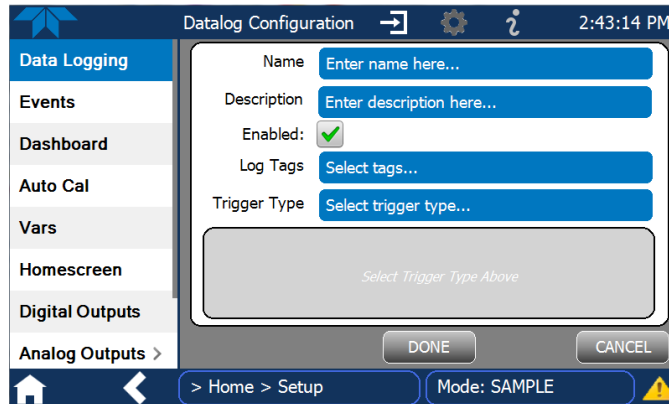 Datalog Configuration
2:43:14 PM
Data Logging
Events
Dashboard
Auto Cal
Vars
Homescreen
Digital Outputs
Analog Outputs >
Name
Enter name here...
Description
Enter description here...
Enabled:
Log Tags
Select tags...
Trigger Type
Select trigger type...
Select Trigger Type Above
DONE
CANCEL
> Home > Setup
Mode: SAMPLE